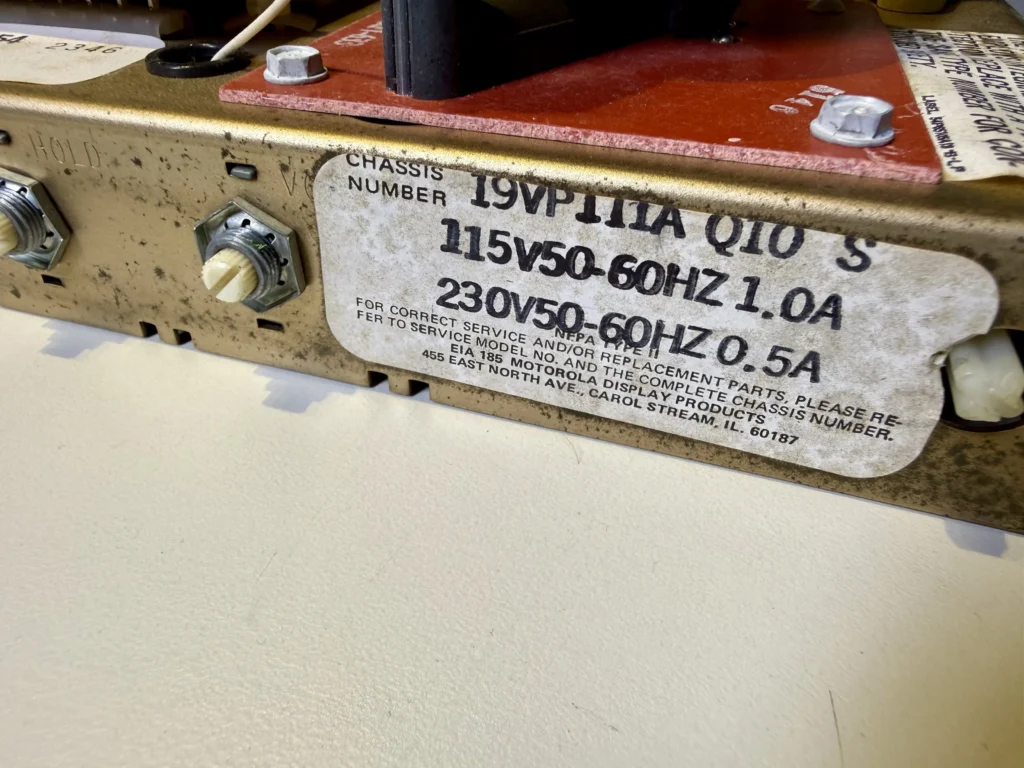 2346
HOLD
5146
CHASSIS
NUMBER 19VP111A Q10 S
115V50-60HZ 1.0A
230V50-60HZ 0.5A
NFPA TYPE II
FOR CORRECT SERVICE AND/OR REPLACEMENT PARTS, PLEASE RE-
FER TO SERVICE MODEL NO. AND THE COMPLETE CHASSIS NUMBER.
EIA 185 MOTOROLA DISPLAY PRODUCTS
455 EAST NORTH AVE., CAROL STREAM, IL. 60187